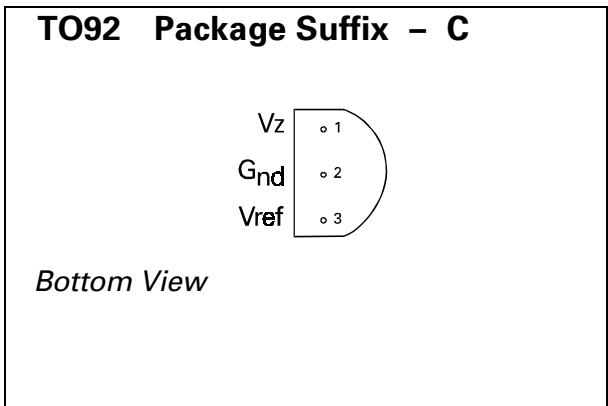 TO92 Package Suffix – C
Vz 1
Gnd 2
Vref 3
Bottom View